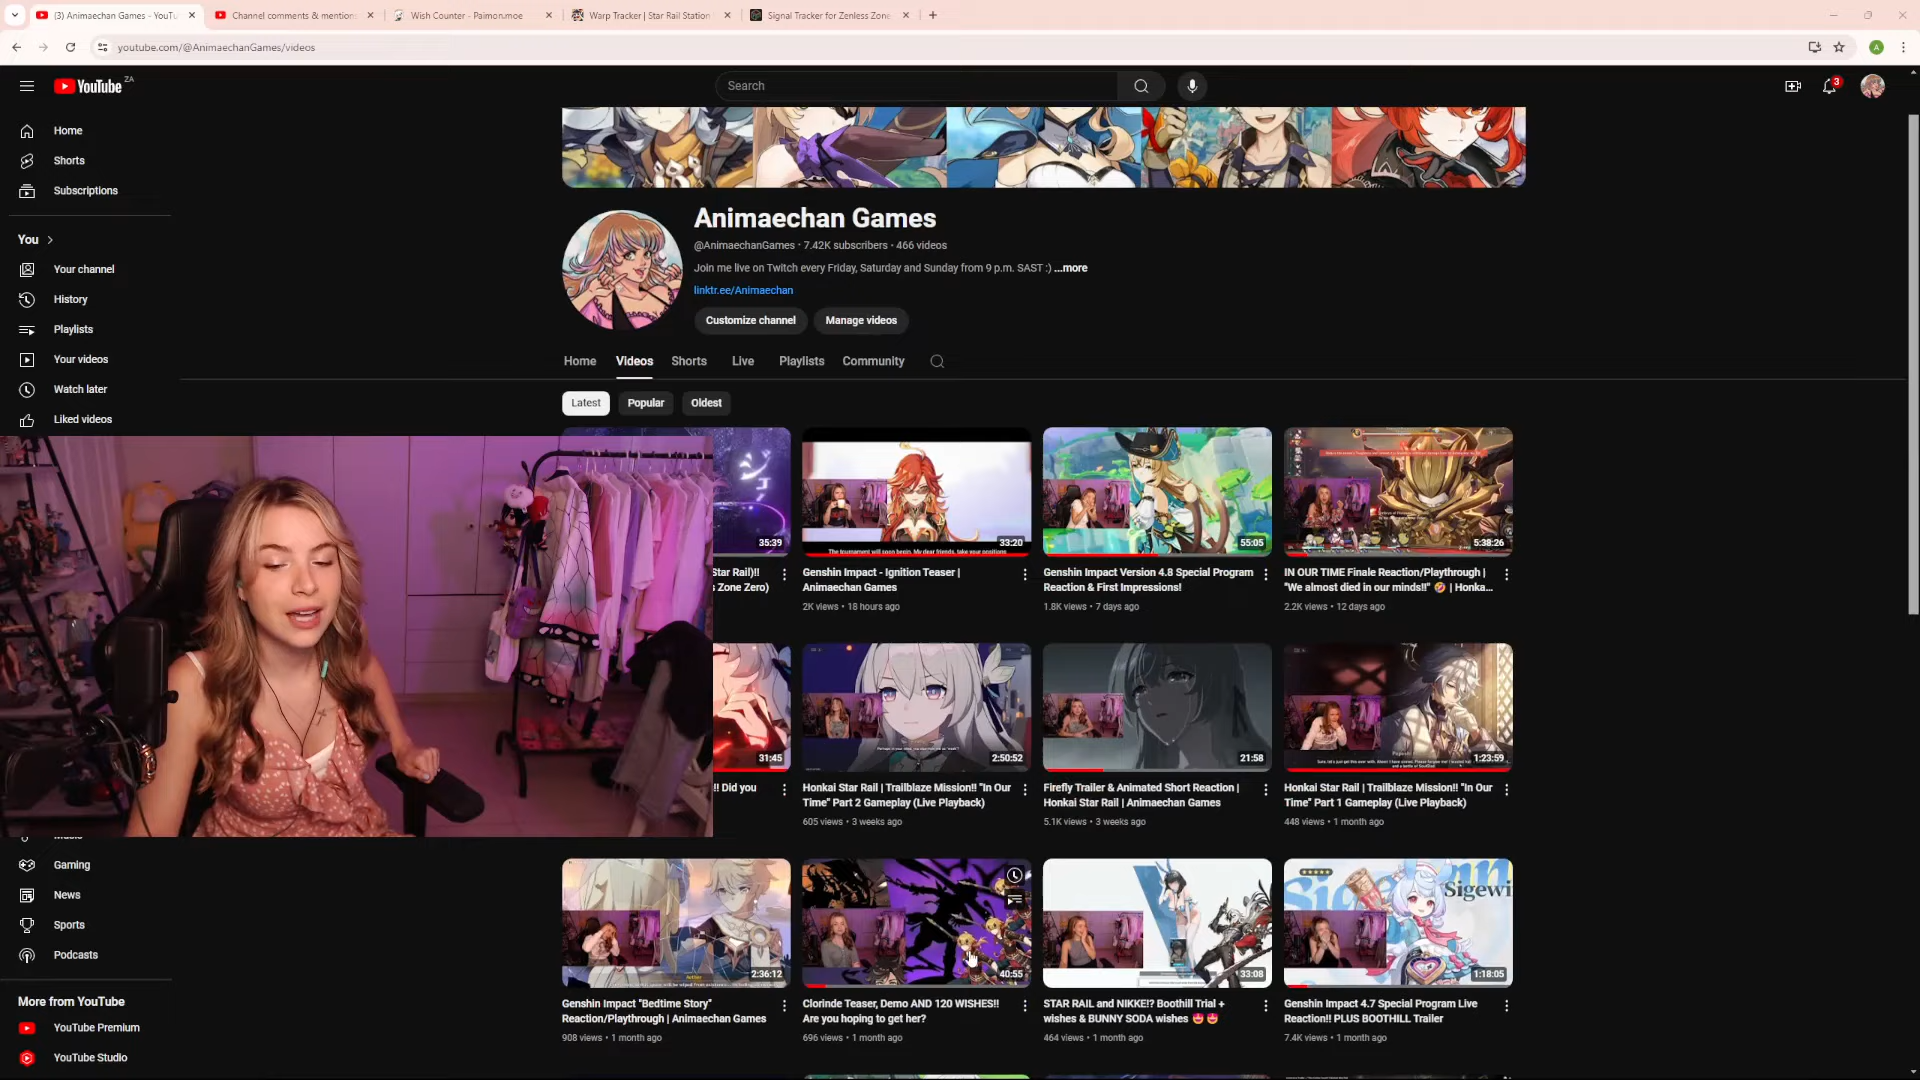 (3) Animaechan Games - YouTu
Channel comments & mention
Wish Counter - Paimon.moe
Warp Tracker | Star Rail Station
Signal Tracker for Zenless Zone
youtube.com/@AnimaechanGames/videos
A
YouTube
ZA
Search
3
Home
Shorts
Subscriptions
You
Your channel
History
Playlists
Your videos
Watch later
Liked videos
Gaming
News
Sports
Podcasts
More from YouTube
YouTube Premium
YouTube Studio
Animaechan Games
@AnimaechanGames • 7.42K subscribers • 466 videos
Join me live on Twitch every Friday, Saturday and Sunday from 9 p.m. SAST :) ...more
linktr.ee/Animaechan
Customize channel
Manage videos
Home
Videos
Shorts
Live
Playlists
Community
Latest
Popular
Oldest
35:39
33:20
55:05
5:38:26
The tournament will soon begin. My dear friends, take your positions
Star Rail)!!
s Zone Zero)
Genshin Impact - Ignition Teaser |
Animaechan Games
2K views • 18 hours ago
Genshin Impact Version 4.8 Special Program
Reaction & First Impressions!
1.8K views • 7 days ago
IN OUR TIME Finale Reaction/Playthrough |
"We almost died in our minds!!" 🤣 | Honka...
2.2K views • 12 days ago
31:45
2:50:52
21:58
1:23:59
!! Did you
Honkai Star Rail | Trailblaze Mission!! "In Our
Time" Part 2 Gameplay (Live Playback)
605 views • 3 weeks ago
Firefly Trailer & Animated Short Reaction |
Honkai Star Rail | Animaechan Games
5.1K views • 3 weeks ago
Honkai Star Rail | Trailblaze Mission!! "In Our
Time" Part 1 Gameplay (Live Playback)
448 views • 1 month ago
Sigewi
2:36:12
40:55
33:08
1:18:05
Genshin Impact "Bedtime Story"
Reaction/Playthrough | Animaechan Games
908 views • 1 month ago
Clorinde Teaser, Demo AND 120 WISHES!!
Are you hoping to get her?
696 views • 1 month ago
STAR RAIL and NIKKE!? Boothill Trial +
wishes & BUNNY SODA wishes 🤩🤩
464 views • 1 month ago
Genshin Impact 4.7 Special Program Live
Reaction!! PLUS BOOTHILL Trailer
7.4K views • 1 month ago